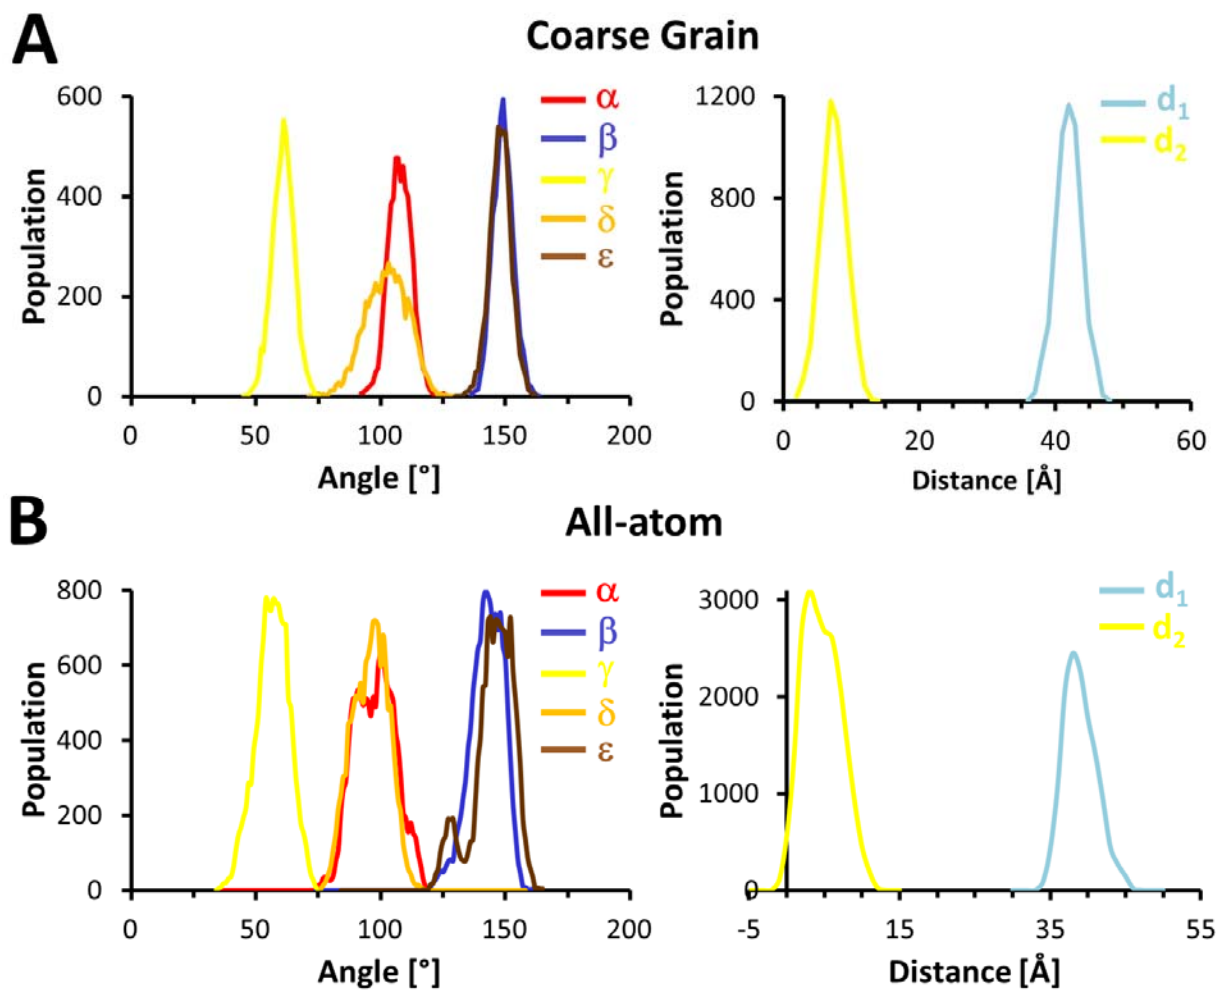 A
Coarse Grain
600
400
200
0
0
50
100
150
200
Population
Angle [°]
α
β
γ
δ
ε
1200
800
400
0
0
20
40
60
Population
Distance [Å]
d₁
d₂
B
All-atom
800
600
400
200
0
0
50
100
150
200
Population
Angle [°]
α
β
γ
δ
ε
3000
2000
1000
0
-5
15
35
55
Population
Distance [Å]
d₁
d₂